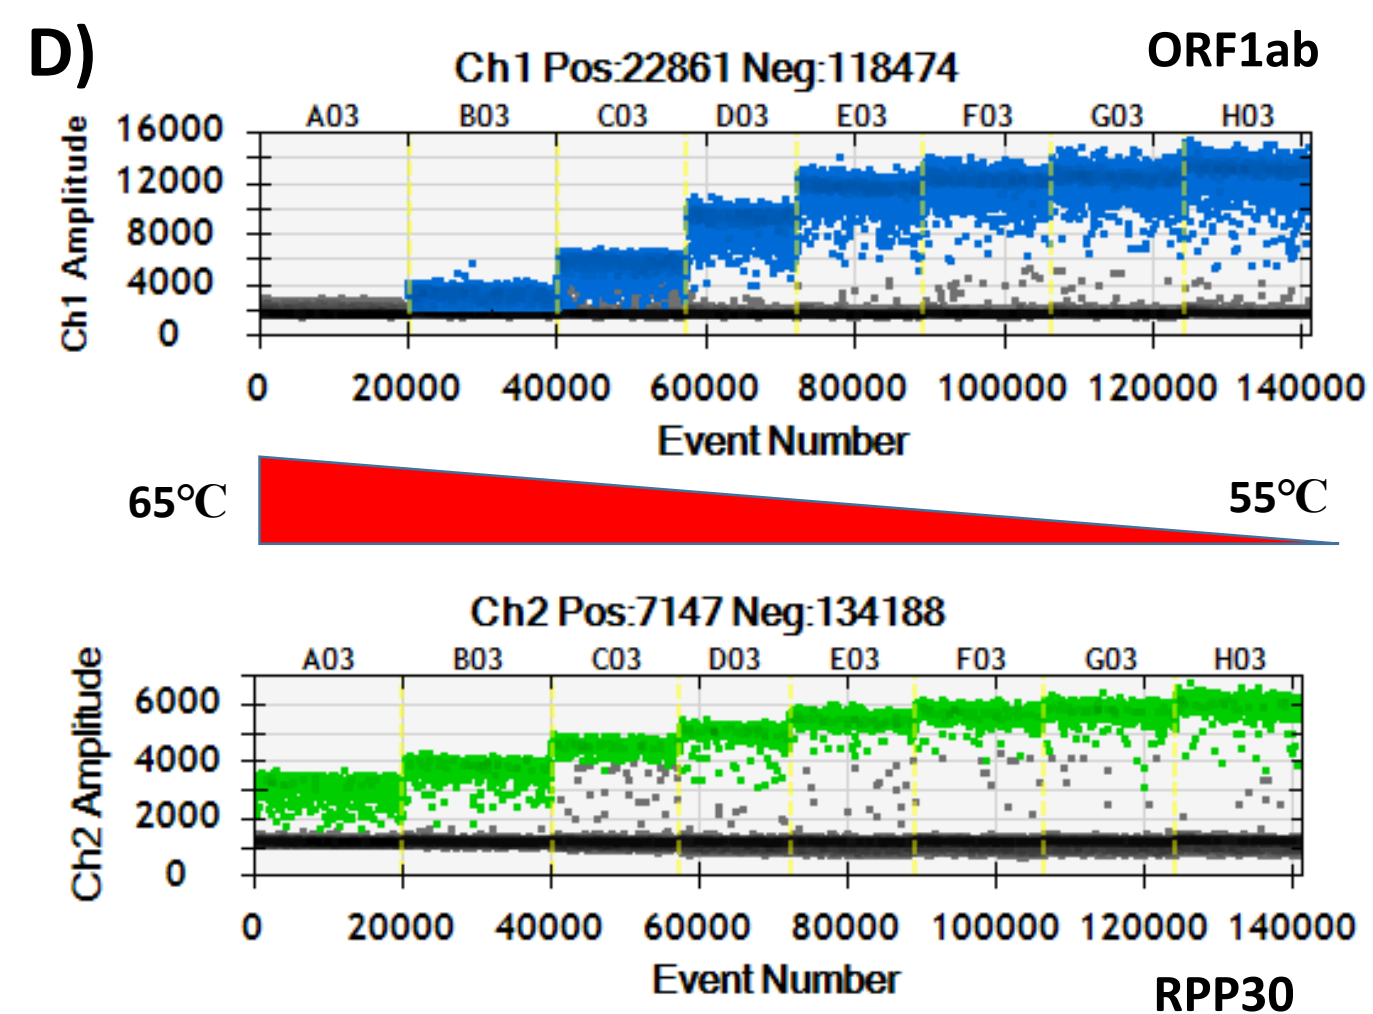 D)
ORF1ab
Ch1 Pos:22861 Neg:118474
A03 B03 C03 D03 E03 F03 G03 H03
Ch1 Amplitude
16000
12000
8000
4000
0
0 20000 40000 60000 80000 100000 120000 140000
Event Number
65℃
55℃
Ch2 Pos:7147 Neg:134188
A03 B03 C03 D03 E03 F03 G03 H03
Ch2 Amplitude
6000
4000
2000
0
0 20000 40000 60000 80000 100000 120000 140000
Event Number
RPP30